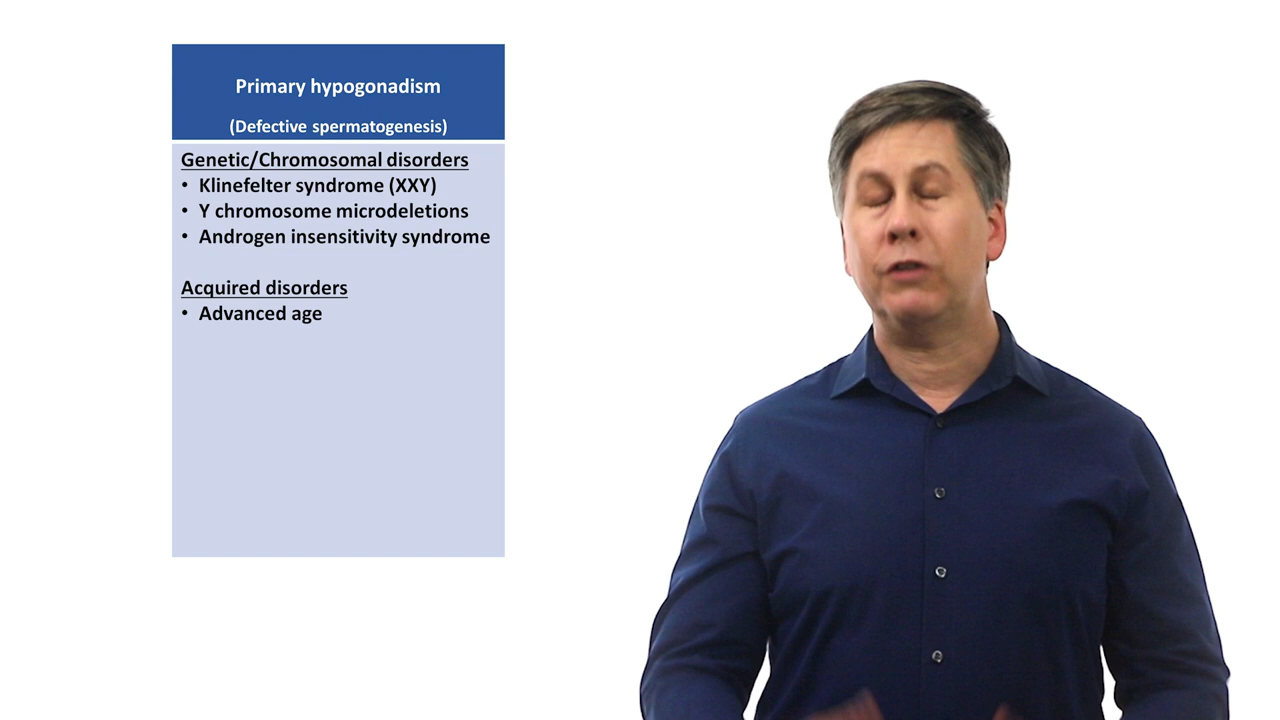 Primary hypogonadism
(Defective spermatogenesis)
Genetic/Chromosomal disorders
• Klinefelter syndrome (XXY)
• Y chromosome microdeletions
• Androgen insensitivity syndrome
Acquired disorders
• Advanced age